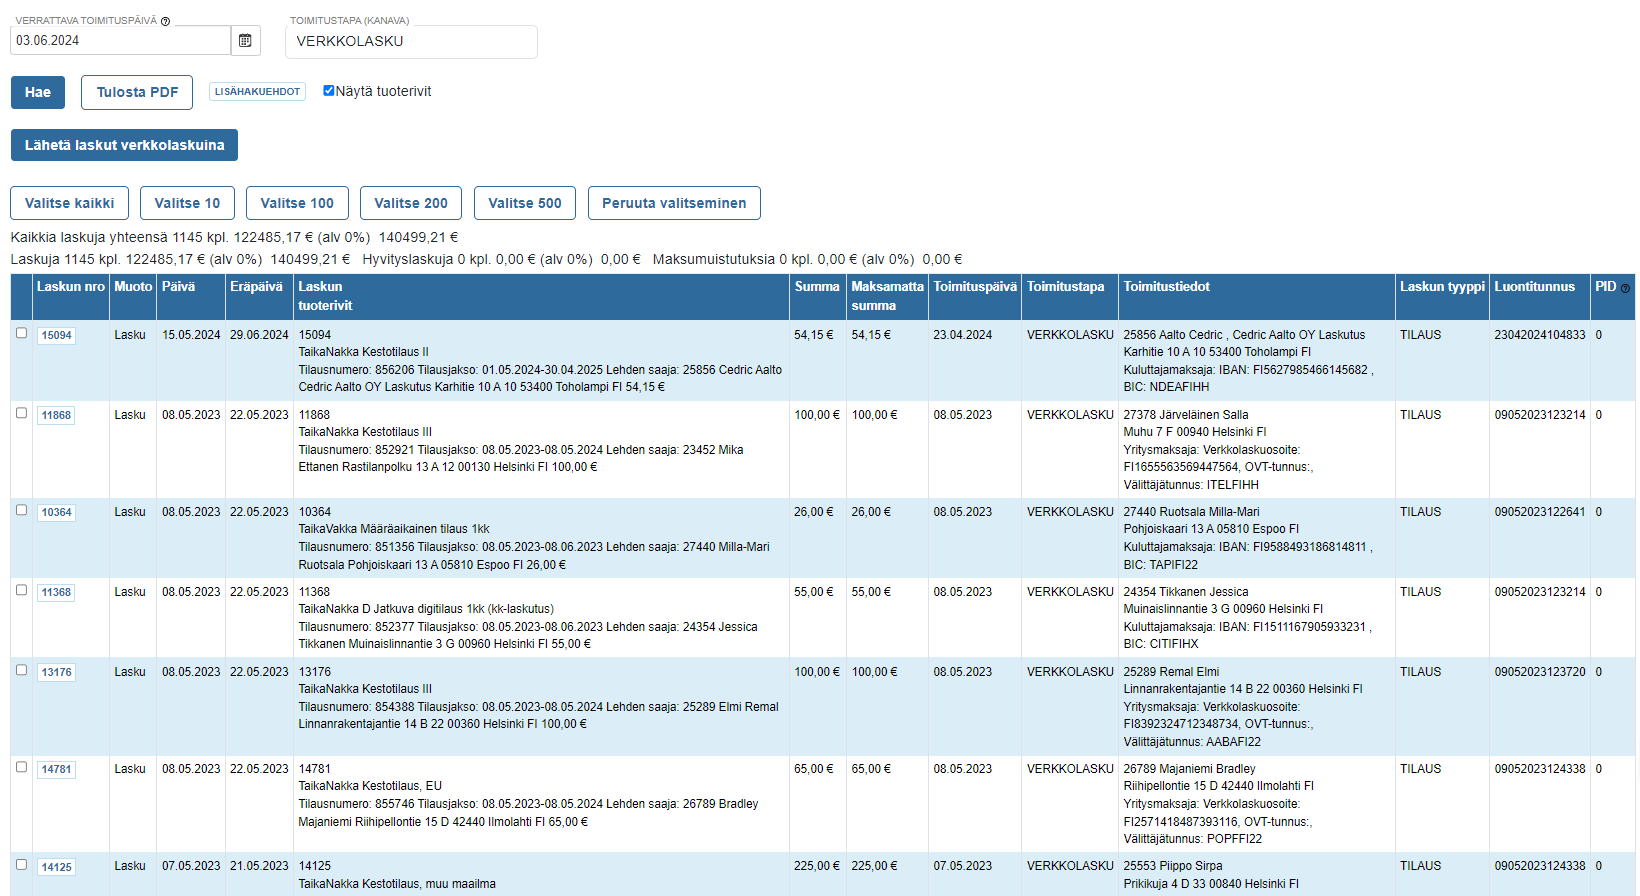 VERRATTAVA TOIMITUSPÄIVÄ
TOIMITUSTAPA (KANAVA)
03.06.2024
VERKKOLASKU
Hae
Tulosta PDF
LISÄHAKUEHDOT
Näytä tuoterivit
Lähetä laskut verkkolaskuina
Valitse kaikki
Valitse 10
Valitse 100
Valitse 200
Valitse 500
Peruuta valitseminen
Kaikkia laskuja yhteensä 1145 kpl. 122485,17 € (alv 0%) 140499,21 €
Laskuja 1145 kpl. 122485,17 € (alv 0%) 140499,21 € Hyvityslaskuja 0 kpl. 0,00 € (alv 0%) 0,00 € Maksumuistutuksia 0 kpl. 0,00 € (alv 0%) 0,00 €
Laskun nro Muoto Päivä Eräpäivä Laskun Summa Maksamatta Toimituspäivä Toimitustapa Toimitustiedot Laskun tyyppi Luontitunnus PID
tuoterivit summa
15094 Lasku 15.05.2024 29.06.2024 15094 54,15 € 54,15 € 23.04.2024 VERKKOLASKU 25856 Aalto Cedric , Cedric Aalto OY Laskutus TILAUS 23042024104833 0
TaikaNakka Kestotilaus II Karhitie 10 A 10 53400 Toholampi FI
Tilausnumero: 856206 Tilausjakso: 01.05.2024-30.04.2025 Lehden saaja: 25856 Cedric Aalto Kuluttajamaksaja: IBAN: FI5627985466145682 ,
Cedric Aalto OY Laskutus Karhitie 10 A 10 53400 Toholampi FI 54,15 € BIC: NDEAFIHH
11868 Lasku 08.05.2023 22.05.2023 11868 100,00 € 100,00 € 08.05.2023 VERKKOLASKU 27378 Järveläinen Salla TILAUS 09052023123214 0
TaikaNakka Kestotilaus III Muhu 7 F 00940 Helsinki FI
Tilausnumero: 852921 Tilausjakso: 08.05.2023-08.05.2024 Lehden saaja: 23452 Mika Yritysmaksaja: Verkkolaskuosoite:
Ettanen Rastilanpolku 13 A 12 00130 Helsinki FI 100,00 € FI1655563569447564, OVT-tunnus:,
Välittäjätunnus: ITELFIHH
10364 Lasku 08.05.2023 22.05.2023 10364 26,00 € 26,00 € 08.05.2023 VERKKOLASKU 27440 Ruotsala Milla-Mari TILAUS 09052023122641 0
TaikaVakka Määräaikainen tilaus 1kk Pohjoiskaari 13 A 05810 Espoo FI
Tilausnumero: 851356 Tilausjakso: 08.05.2023-08.06.2023 Lehden saaja: 27440 Milla-Mari Kuluttajamaksaja: IBAN: FI9588493186814811 ,
Ruotsala Pohjoiskaari 13 A 05810 Espoo FI 26,00 € BIC: TAPIFI22
11368 Lasku 08.05.2023 22.05.2023 11368 55,00 € 55,00 € 08.05.2023 VERKKOLASKU 24354 Tikkanen Jessica TILAUS 09052023123214 0
TaikaNakka D Jatkuva digitilaus 1kk (kk-laskutus) Muinaislinnantie 3 G 00960 Helsinki FI
Tilausnumero: 852377 Tilausjakso: 08.05.2023-08.06.2023 Lehden saaja: 24354 Jessica Kuluttajamaksaja: IBAN: FI1511167905933231 ,
Tikkanen Muinaislinnantie 3 G 00960 Helsinki FI 55,00 € BIC: CITIFIHX
13176 Lasku 08.05.2023 22.05.2023 13176 100,00 € 100,00 € 08.05.2023 VERKKOLASKU 25289 Remal Elmi TILAUS 09052023123720 0
TaikaNakka Kestotilaus III Linnanrakentajantie 14 B 22 00360 Helsinki FI
Tilausnumero: 854388 Tilausjakso: 08.05.2023-08.05.2024 Lehden saaja: 25289 Elmi Remal Yritysmaksaja: Verkkolaskuosoite:
Linnanrakentajantie 14 B 22 00360 Helsinki FI 100,00 € FI8392324712348734, OVT-tunnus:,
Välittäjätunnus: AABAFI22
14781 Lasku 08.05.2023 22.05.2023 14781 65,00 € 65,00 € 08.05.2023 VERKKOLASKU 26789 Majaniemi Bradley TILAUS 09052023124338 0
TaikaNakka Kestotilaus, EU Riihipellontie 15 D 42440 Ilmolahti FI
Tilausnumero: 855746 Tilausjakso: 08.05.2023-08.05.2024 Lehden saaja: 26789 Bradley Yritysmaksaja: Verkkolaskuosoite:
Majaniemi Riihipellontie 15 D 42440 Ilmolahti FI 65,00 € FI2571418487393116, OVT-tunnus:,
Välittäjätunnus: POPFFI22
14125 Lasku 07.05.2023 21.05.2023 14125 225,00 € 225,00 € 07.05.2023 VERKKOLASKU 25553 Piippo Sirpa TILAUS 09052023124338 0
TaikaNakka Kestotilaus, muu maailma Prikikuja 4 D 33 00840 Helsinki FI